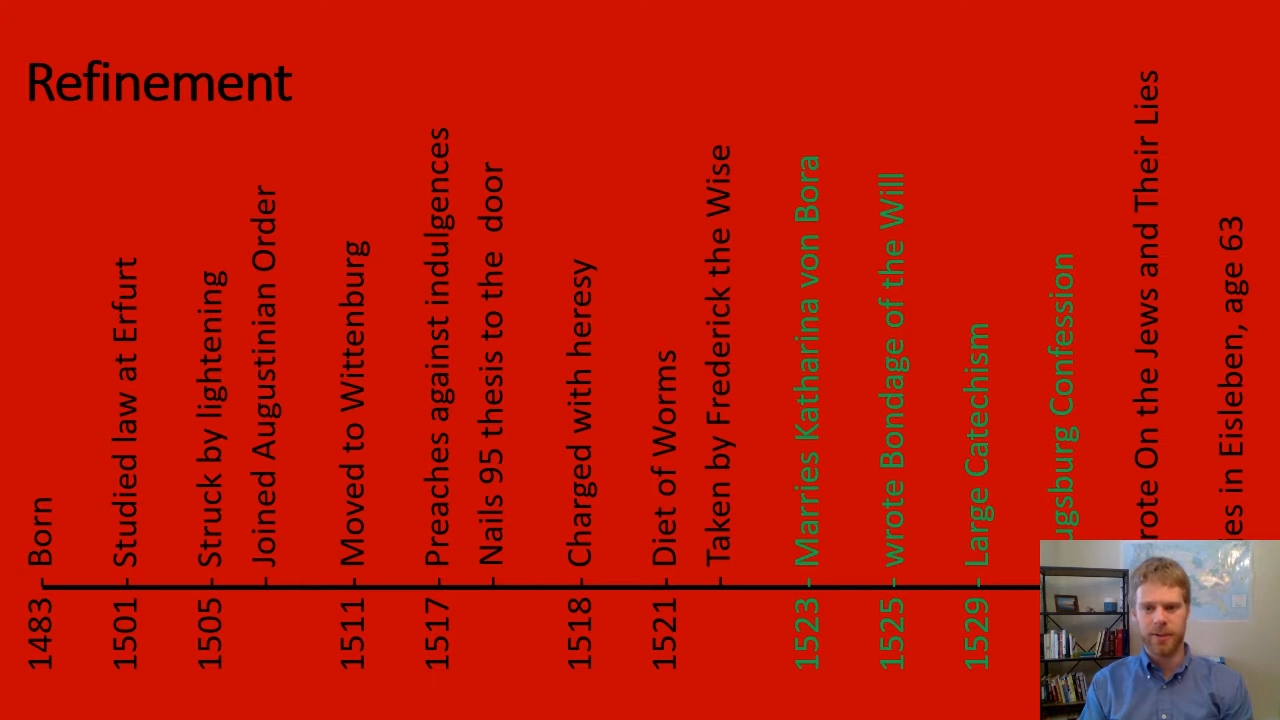 Refinement
1483 - Born
1501 - Studied law at Erfurt
1505 - Struck by lightening
- Joined Augustinian Order
1511 - Moved to Wittenburg
1517 - Preaches against indulgences
- Nails 95 thesis to the door
1518 - Charged with heresy
1521 - Diet of Worms
- Taken by Frederick the Wise
1523 - Marries Katharina von Bora
1525 - wrote Bondage of the Will
1529 - Large Catechism
ugsburg Confession
rote On the Jews and Their Lies
es in Eisleben, age 63